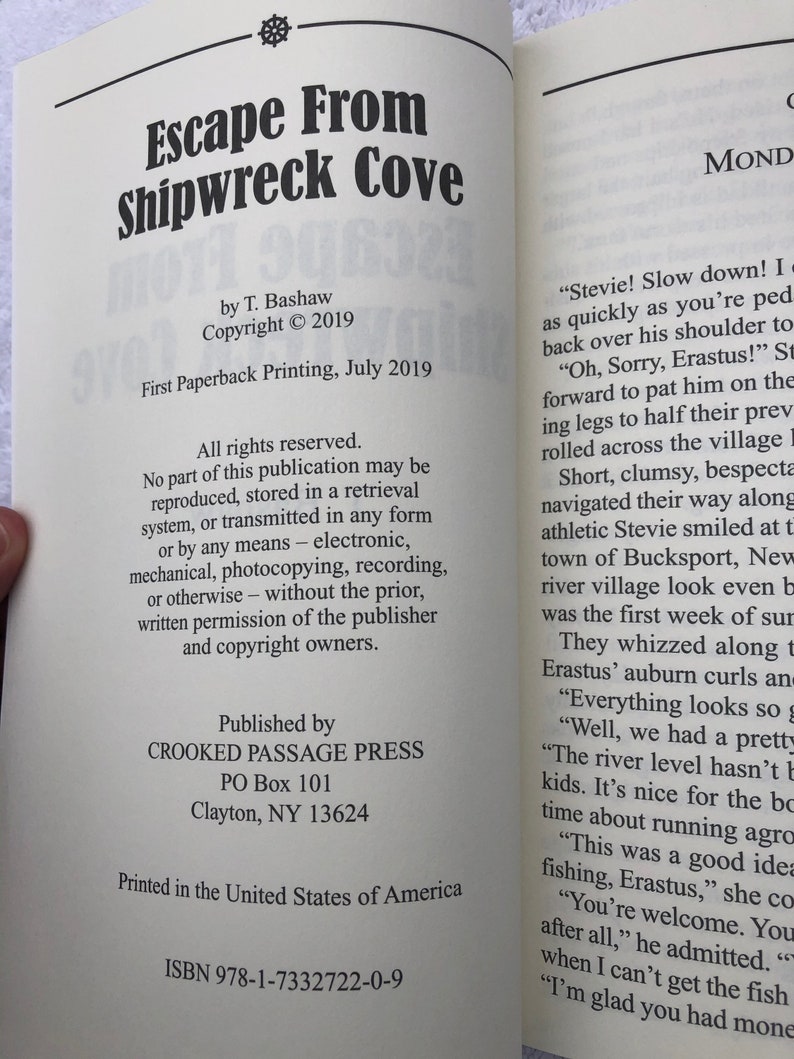 Escape From
Shipwreck Cove
by T. Bashaw
Copyright © 2019
First Paperback Printing, July 2019
All rights reserved.
No part of this publication may be
reproduced, stored in a retrieval
system, or transmitted in any form
or by any means – electronic,
mechanical, photocopying, recording,
or otherwise – without the prior,
written permission of the publisher
and copyright owners.
Published by
CROOKED PASSAGE PRESS
PO Box 101
Clayton, NY 13624
Printed in the United States of America
ISBN 978-1-7332722-0-9
MOND
“Stevie! Slow down! I
as quickly as you’re ped
back over his shoulder to
“Oh, Sorry, Erastus!” St
forward to pat him on the
ing legs to half their prev
rolled across the village
Short, clumsy, bespecta
navigated their way along
athletic Stevie smiled at th
town of Bucksport, New
river village look even b
was the first week of sum
They whizzed along t
Erastus’ auburn curls and
“Everything looks so g
“Well, we had a pretty
“The river level hasn’t b
kids. It’s nice for the bo
time about running agro
“This was a good idea
fishing, Erastus,” she co
“You’re welcome. You
after all,” he admitted. “
when I can’t get the fish
“I’m glad you had mone